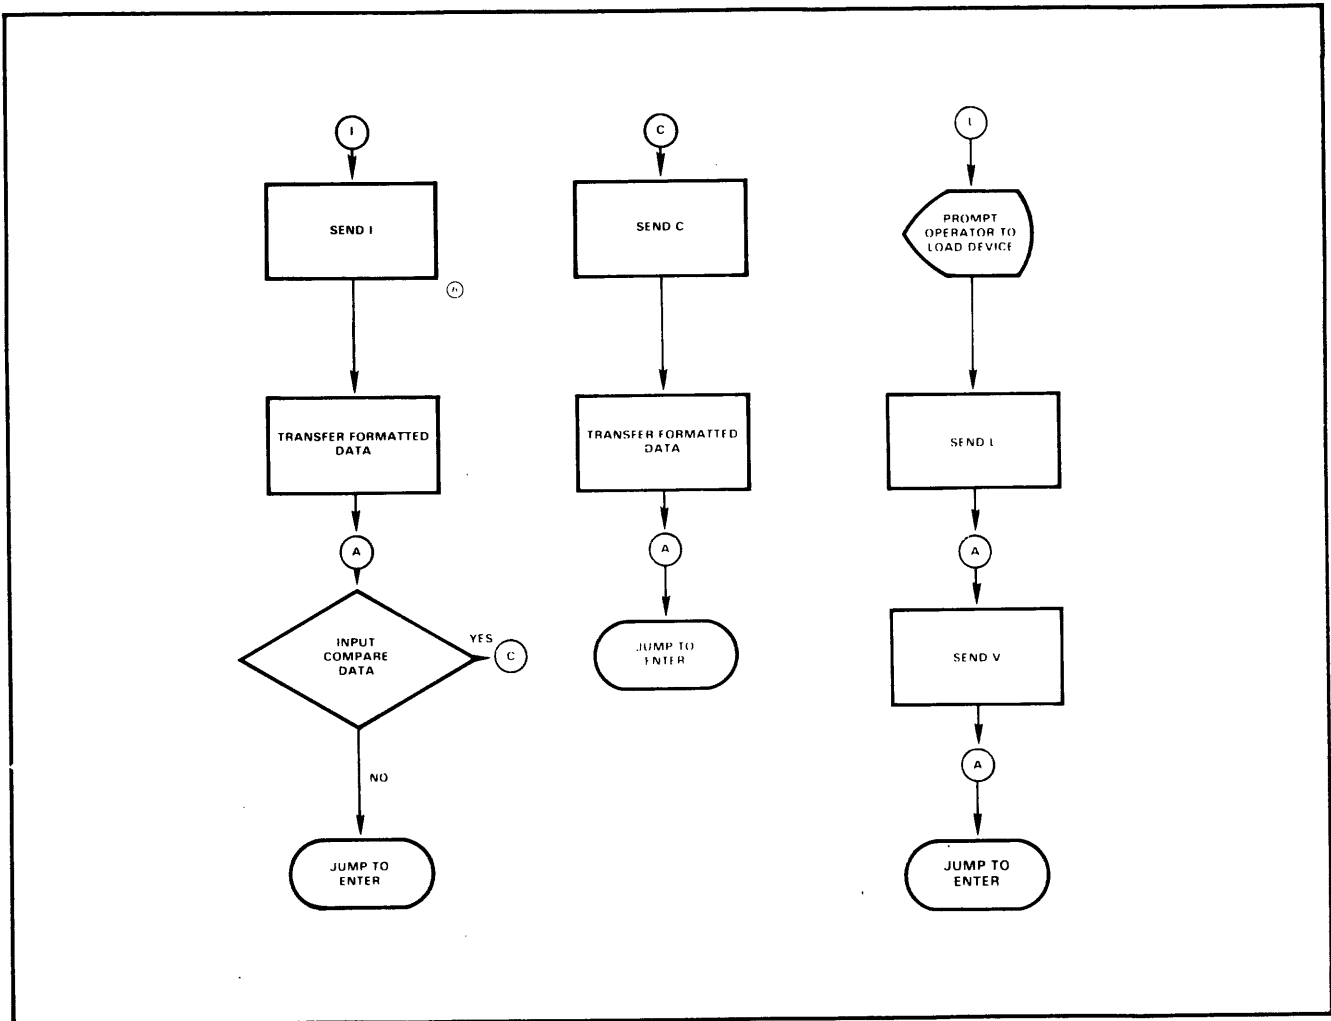 I
SEND I
TRANSFER FORMATTED
DATA
A
INPUT
COMPARE
DATA
YES
C
NO
JUMP TO
ENTER
C
SEND C
TRANSFER FORMATTED
DATA
A
JUMP TO
ENTER
L
PROMPT
OPERATOR TO
LOAD DEVICE
SEND L
A
SEND V
A
JUMP TO
ENTER